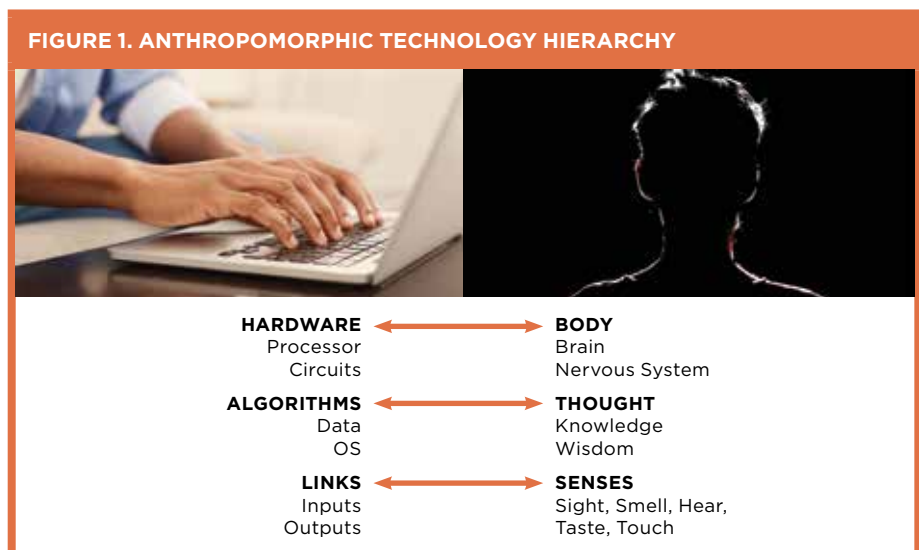 FIGURE 1. ANTHROPOMORPHIC TECHNOLOGY HIERARCHY
HARDWARE BODY
Processor Brain
Circuits Nervous System
ALGORITHMS THOUGHT
Data Knowledge
OS Wisdom
LINKS SENSES
Inputs Sight, Smell, Hear,
Outputs Taste, Touch